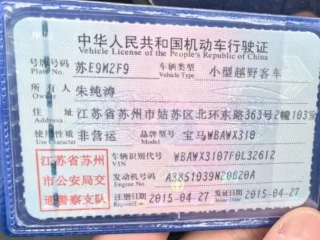 中华人民共和国机动车行驶证
Vehicle License of the People's Republic of China
号牌号码 苏E9M2F9 车辆类型 小型越野客车
Plate No. Vehicle Type
所有人 朱纯涛
Owner
住址 江苏省苏州市姑苏区北环东路363号2幢103室
Address
使用性质 非营运 品牌型号 宝马WBAWX310
Use Character Model
江苏省苏州
市公安局交
通警察支队
车辆识别代号 WBAWX3107F0L32612
VIN
发动机号码 A3851039N20B20A
Engine No.
注册日期 2015-04-27 发证日期 2015-04-27
Register Date Issue Date